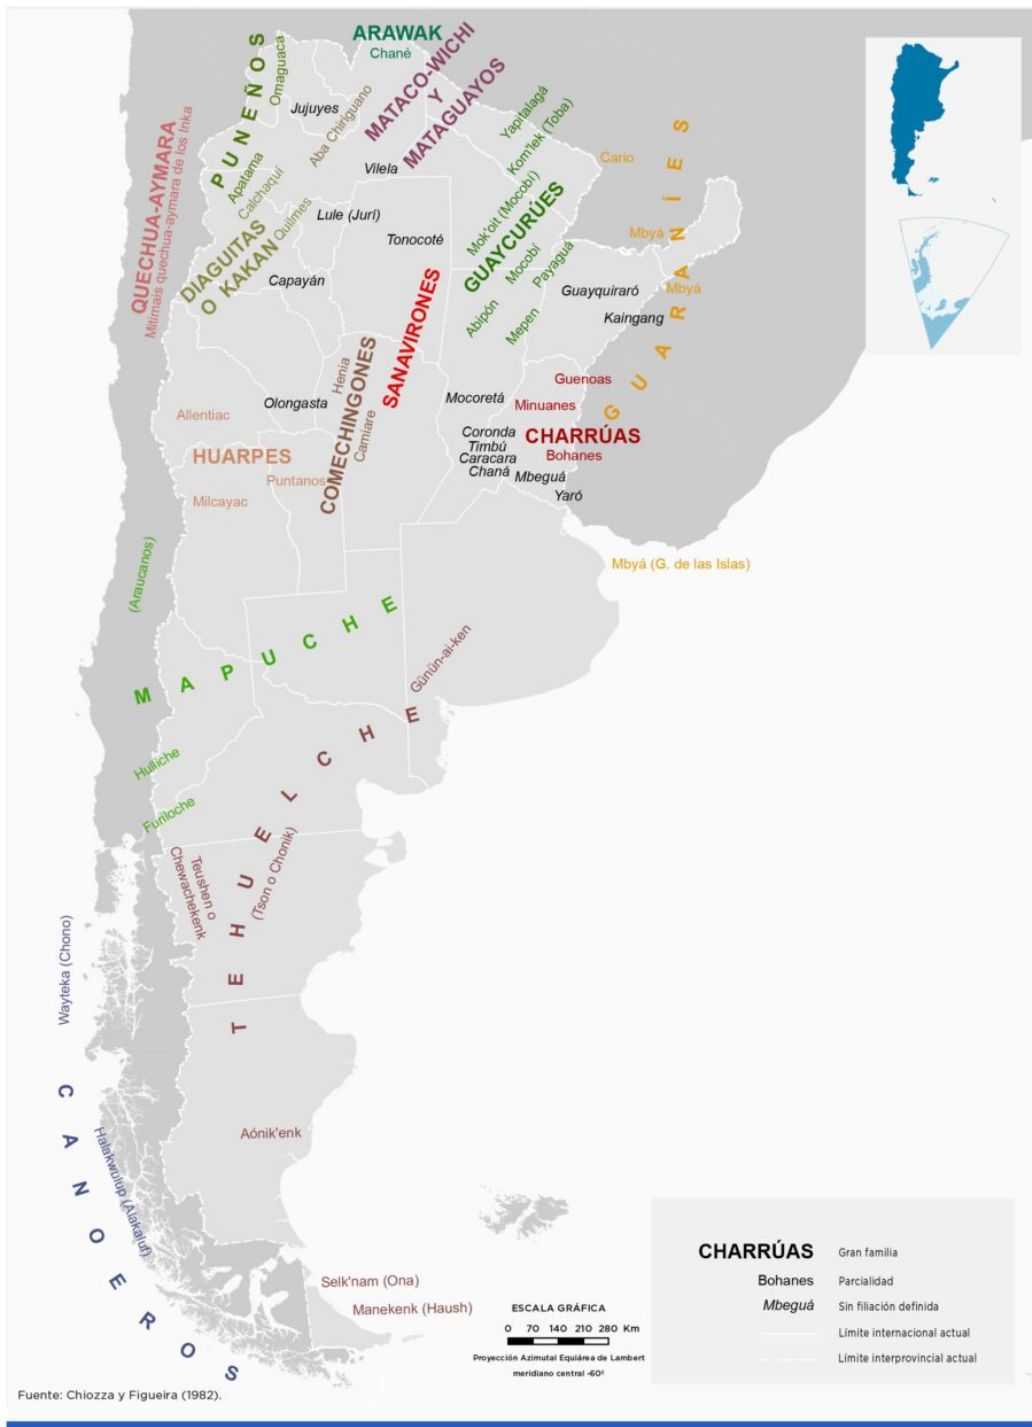 ARAWAK
Chané
PUNEÑOS
Omaguaca
Apatama
Jujuyes
Aba Chiriguano
MATACO-WICHI
Y
MATAGUAYOS
Vilela
Yapitalagá
Kom'lek (Toba)
Mok'oit (Mocobí)
GUAYCURÚES
Mocobí
Payaguá
Abipón
Mepen
Cario
GUARANÍES
Mbyá
Mbyá
QUECHUA-AYMARA
Mitimais quechua-aymara de los Inka
Calchaquí
DIAGUITAS
O KAKAN
Quilmes
Lule (Jurí)
Tonocoté
Capayán
Guayquiraró
Kaingang
SANAVIRONES
Henia
COMECHINGONES
Camiare
Olongasta
Allentiac
HUARPES
Puntanos
Milcayac
Mocoretá
Guenoas
Minuanes
CHARRÚAS
Bohanes
Coronda
Timbú
Caracara
Chaná
Mbeguá
Yaró
Mbyá (G. de las Islas)
(Araucanos)
MAPUCHE
Hulliche
Furiloche
Günün-ai-ken
TEHUELCHE
(Tson o Chonik)
Teushen o
Chewachekenk
Wayteka (Chono)
CANOEROS
Halakwulup (Alakaluf)
Aónik'enk
Selk'nam (Ona)
Manekenk (Haush)
ESCALA GRÁFICA
0 70 140 210 280 Km
Proyección Azimutal Equiárea de Lambert
meridiano central -60º
CHARRÚAS Gran familia
Bohanes Parcialidad
Mbeguá Sin filiación definida
Límite internacional actual
Límite interprovincial actual
Fuente: Chiozza y Figueira (1982).